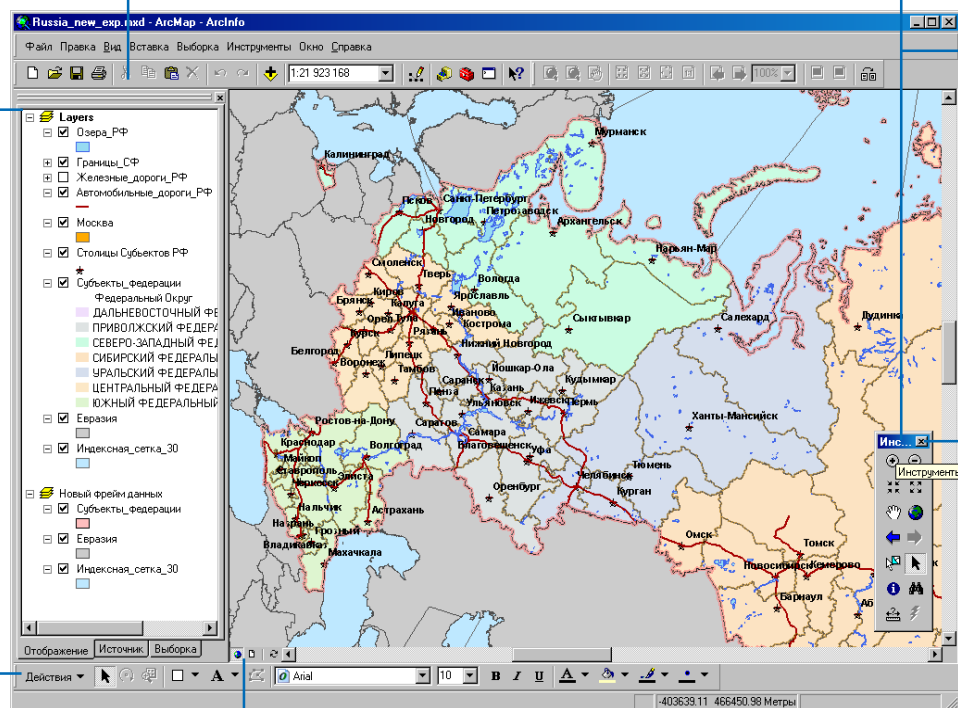 Russia_new_exp.mxd - ArcMap - ArcInfo
Файл Правка Вид Вставка Выборка Инструменты Окно Справка
1:21 923 168
100%
Layers
Озера_РФ
Границы_СФ
Железные_дороги_РФ
Автомобильные_дороги_РФ
Москва
Столицы Субъектов РФ
Субъекты_федерации
Федеральный Округ
ДАЛЬНЕВОСТОЧНЫЙ ФЕ
ПРИВОЛЖСКИЙ ФЕДЕРА
СЕВЕРО-ЗАПАДНЫЙ ФЕД
СИБИРСКИЙ ФЕДЕРАЛЬ
УРАЛЬСКИЙ ФЕДЕРАЛЬ
ЦЕНТРАЛЬНЫЙ ФЕДЕРА
ЮЖНЫЙ ФЕДЕРАЛЬНЫЙ
Евразия
Индексная_сетка_30
Новый фрейм данных
Субъекты_федерации
Евразия
Индексная_сетка_30
Отображение Источник Выборка
Мурманск
Калининград
Псков
Санкт-Петербург
Новгород
Петрозаводск
Архангельск
Нарьян-Мар
Смоленск
Тверь
Вологда
Ярославль
Салехард
Дудинка
Брянск
Киров
Калуга
Иваново
Кострома
Сыктывкар
Орел
Тула
Рязань
Курск
Нижний Новгород
Белгород
Липецк
Воронеж
Тамбов
Йошкар-Ола
Кудымкар
Саранск
Казань
Пенза
Ульяновск
Ижевск
Пермь
Ханты-Мансийск
Ростов-на-Дону
Саратов
Самара
Краснодар
Волгоград
Благовещенск
Уфа
Майкоп
Ставрополь
Черкесск
Элиста
Челябинск
Тюмень
Оренбург
Курган
Нальчик
Астрахань
Назрань
Грозный
Владикавказ
Махачкала
Омск
Томск
Новосибирск
Кемерово
Барнаул
Аб
Инс...
Инструменты
Действия
A
Arial
10
B I U A
-403639.11 466450.98 Метры